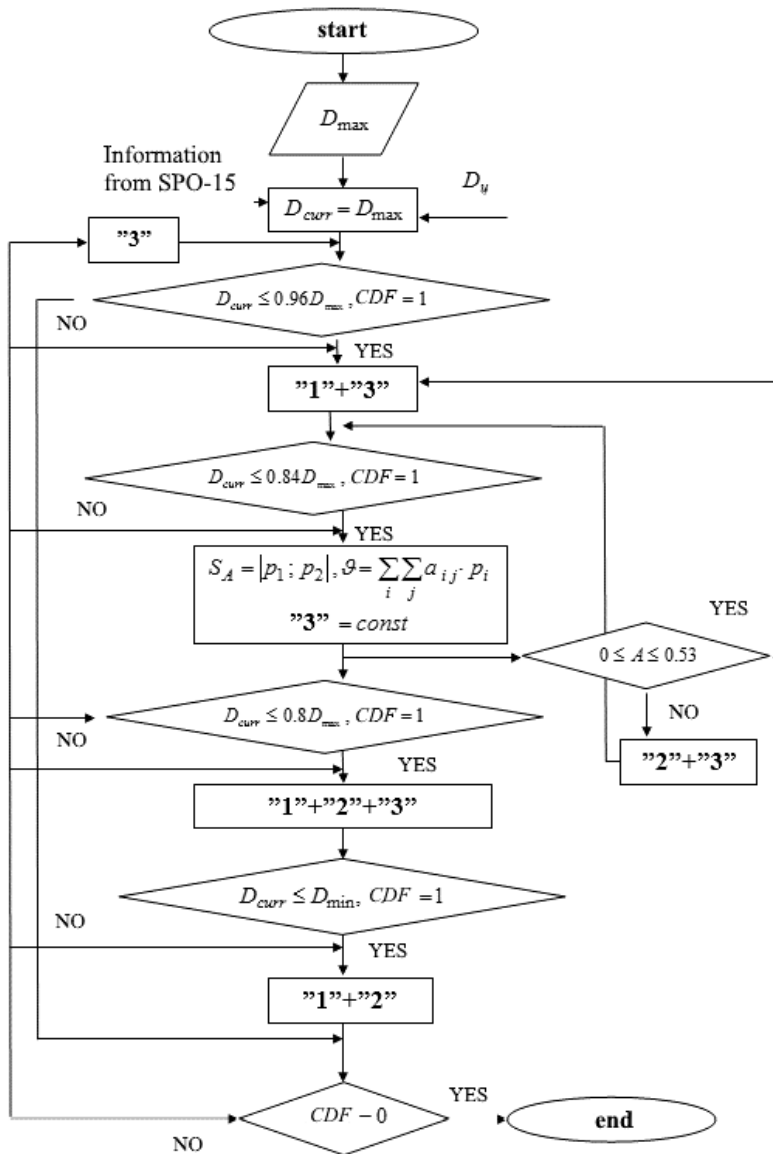 start
D_max
Information
from SPO-15
D_y
D_curr = D_max
”3”
D_curr ≤ 0.96D_max , CDF = 1
NO
YES
”1”+”3”
D_curr ≤ 0.84D_max , CDF = 1
NO
YES
S_A = |p_1 ; p_2| , ϑ = ∑_i ∑_j a_ij · p_i
”3” = const
YES
0 ≤ A ≤ 0.53
NO
D_curr ≤ 0.8D_max , CDF = 1
NO
YES
”2”+”3”
”1”+”2”+”3”
D_curr ≤ D_min, CDF = 1
NO
YES
”1”+”2”
CDF – 0
YES
end
NO